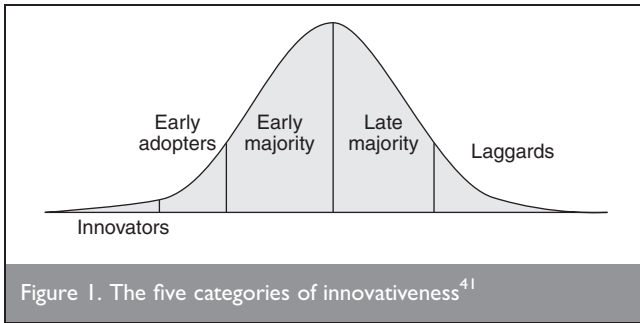 Early
adopters
Early
majority
Late
majority
Laggards
Innovators
Figure 1. The five categories of innovativeness41